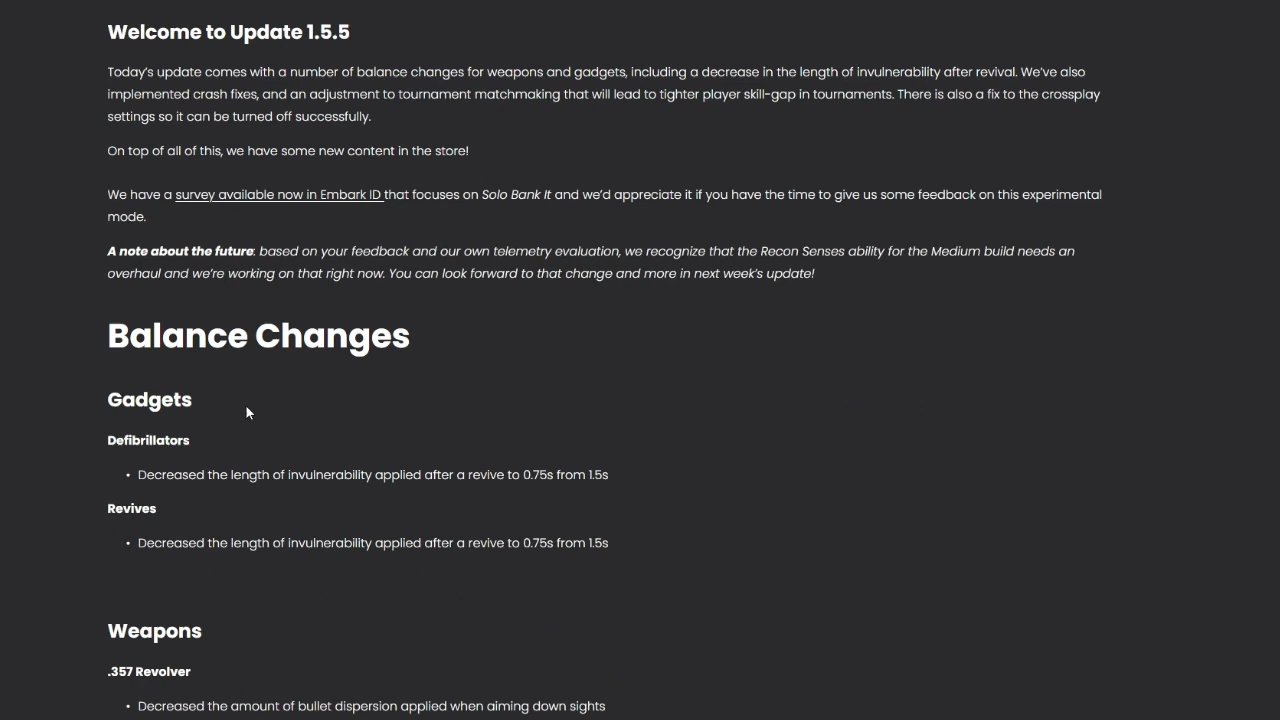 Welcome to Update 1.5.5
Today's update comes with a number of balance changes for weapons and gadgets, including a decrease in the length of invulnerability after revival. We've also
implemented crash fixes, and an adjustment to tournament matchmaking that will lead to tighter player skill-gap in tournaments. There is also a fix to the crossplay
settings so it can be turned off successfully.
On top of all of this, we have some new content in the store!
We have a survey available now in Embark ID that focuses on Solo Bank It and we'd appreciate it if you have the time to give us some feedback on this experimental
mode.
A note about the future: based on your feedback and our own telemetry evaluation, we recognize that the Recon Senses ability for the Medium build needs an
overhaul and we're working on that right now. You can look forward to that change and more in next week's update!
Balance Changes
Gadgets
Defibrillators
• Decreased the length of invulnerability applied after a revive to 0.75s from 1.5s
Revives
• Decreased the length of invulnerability applied after a revive to 0.75s from 1.5s
Weapons
.357 Revolver
• Decreased the amount of bullet dispersion applied when aiming down sights